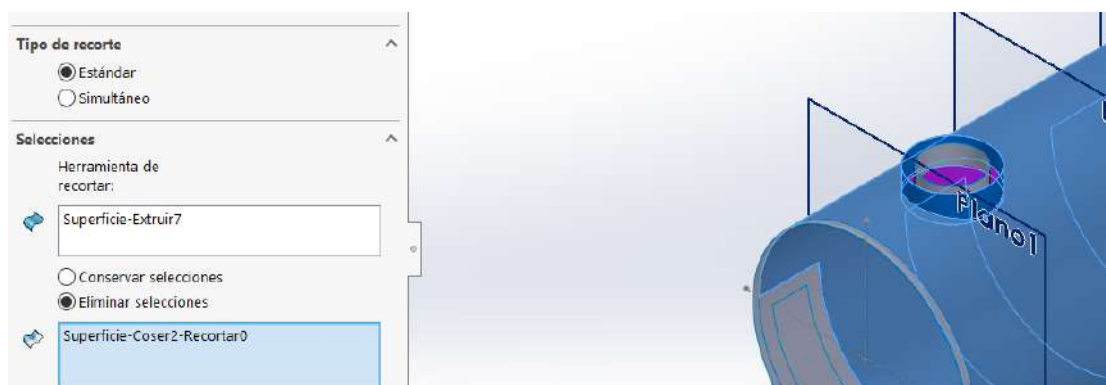 Tipo de recorte
Estándar
Simultáneo
Selecciones
Herramienta de
recortar:
Superficie-Extruir7
Conservar selecciones
Eliminar selecciones
Superficie-Coser2-Recortar0
Plano1